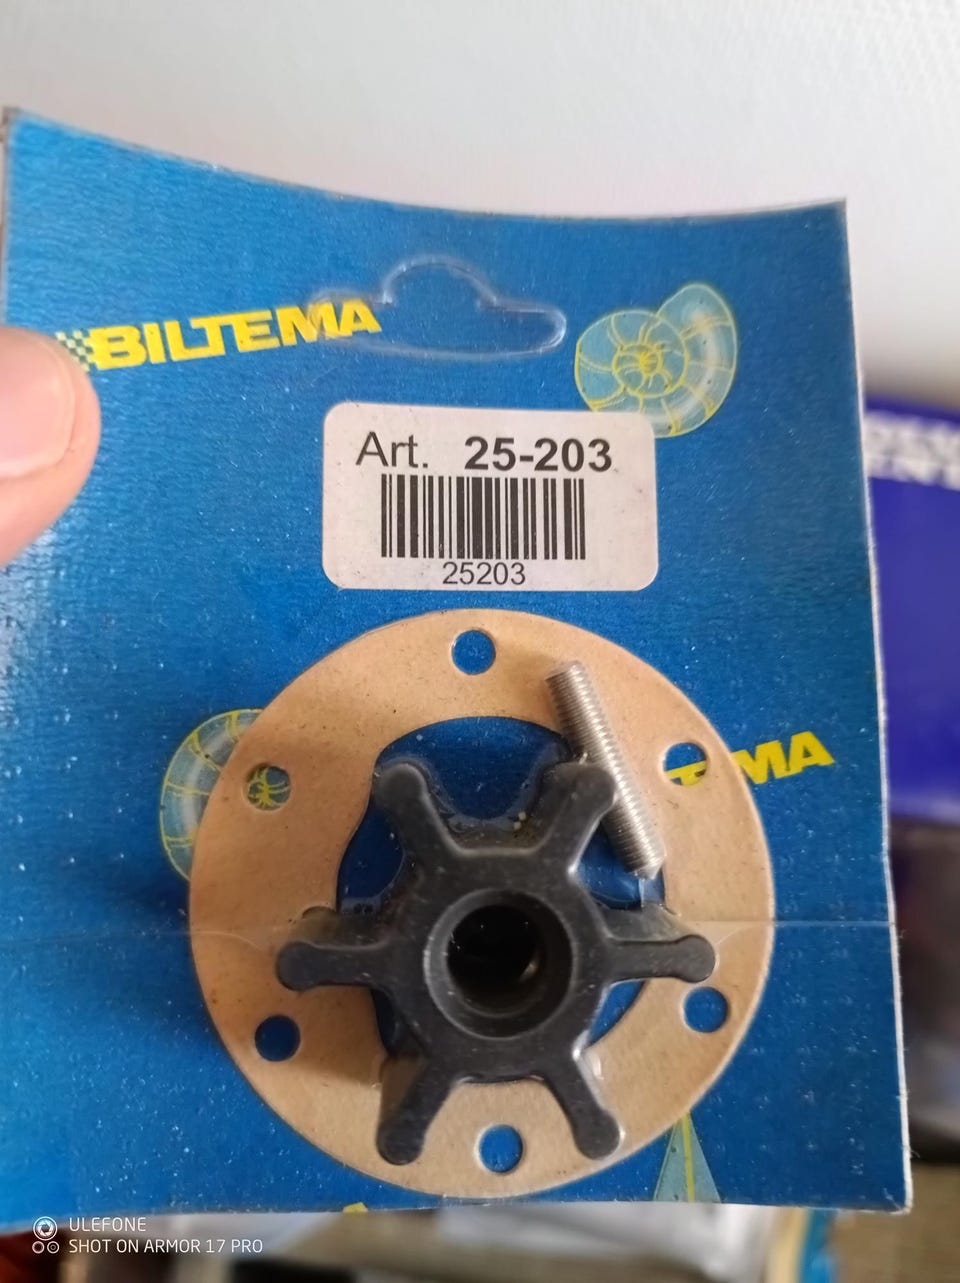 BILTEMA
Art. 25-203
25203
TEMA
ULEFONE
SHOT ON ARMOR 17 PRO